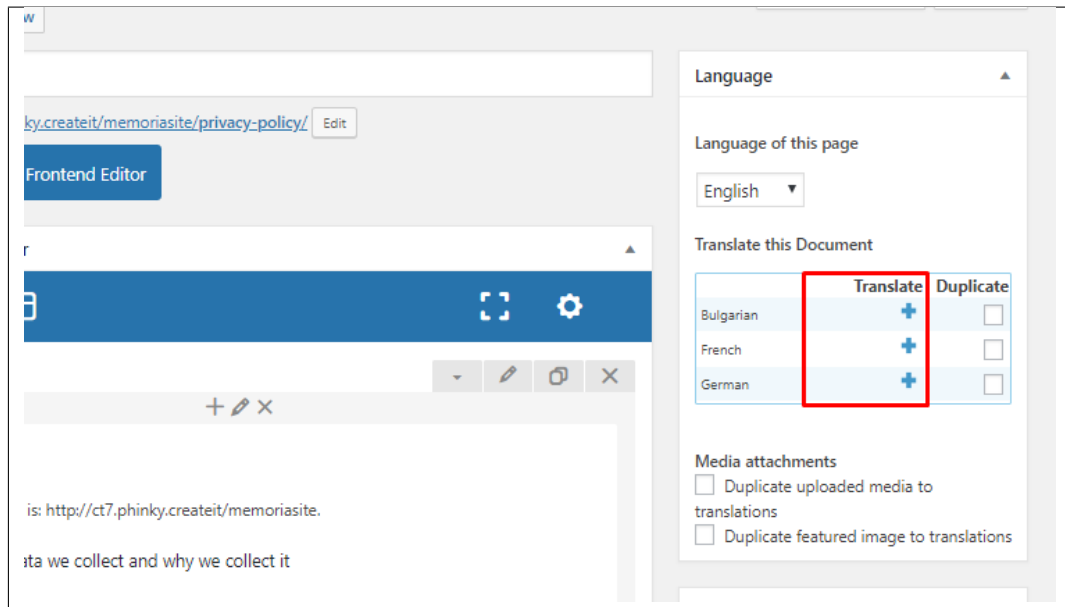 w
Language
ky.createit/memoriasite/privacy-policy/ Edit
Language of this page
Frontend Editor
English
r
Translate this Document
Translate Duplicate
Bulgarian
French
German
Media attachments
Duplicate uploaded media to
translations
Duplicate featured image to translations
is: http://ct7.phinky.createit/memoriasite.
ata we collect and why we collect it